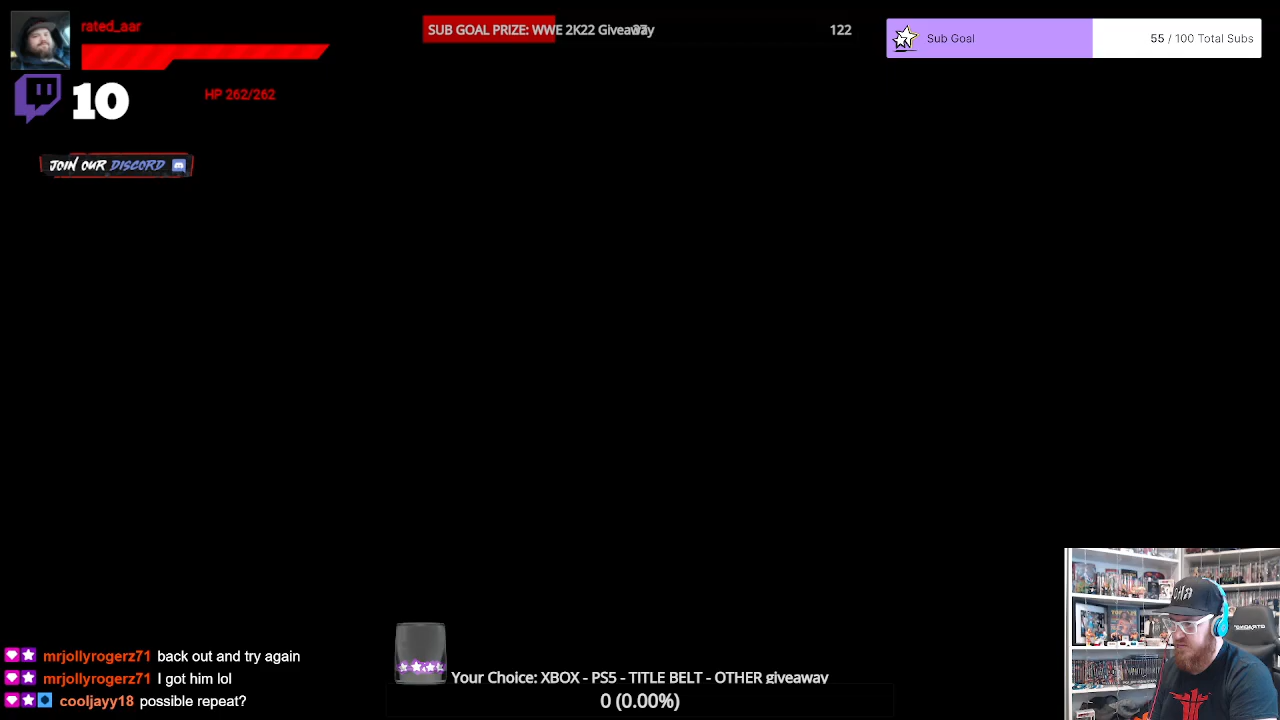 rated_aar
SUB GOAL PRIZE: WWE 2K22 Giveaway
122
Sub Goal
55 / 100 Total Subs
10
HP 262/262
JOIN OUR DISCORD
mrjollyrogerz71 back out and try again
mrjollyrogerz71 I got him lol
cooljayy18 possible repeat?
Your Choice: XBOX - PS5 - TITLE BELT - OTHER giveaway
0 (0.00%)